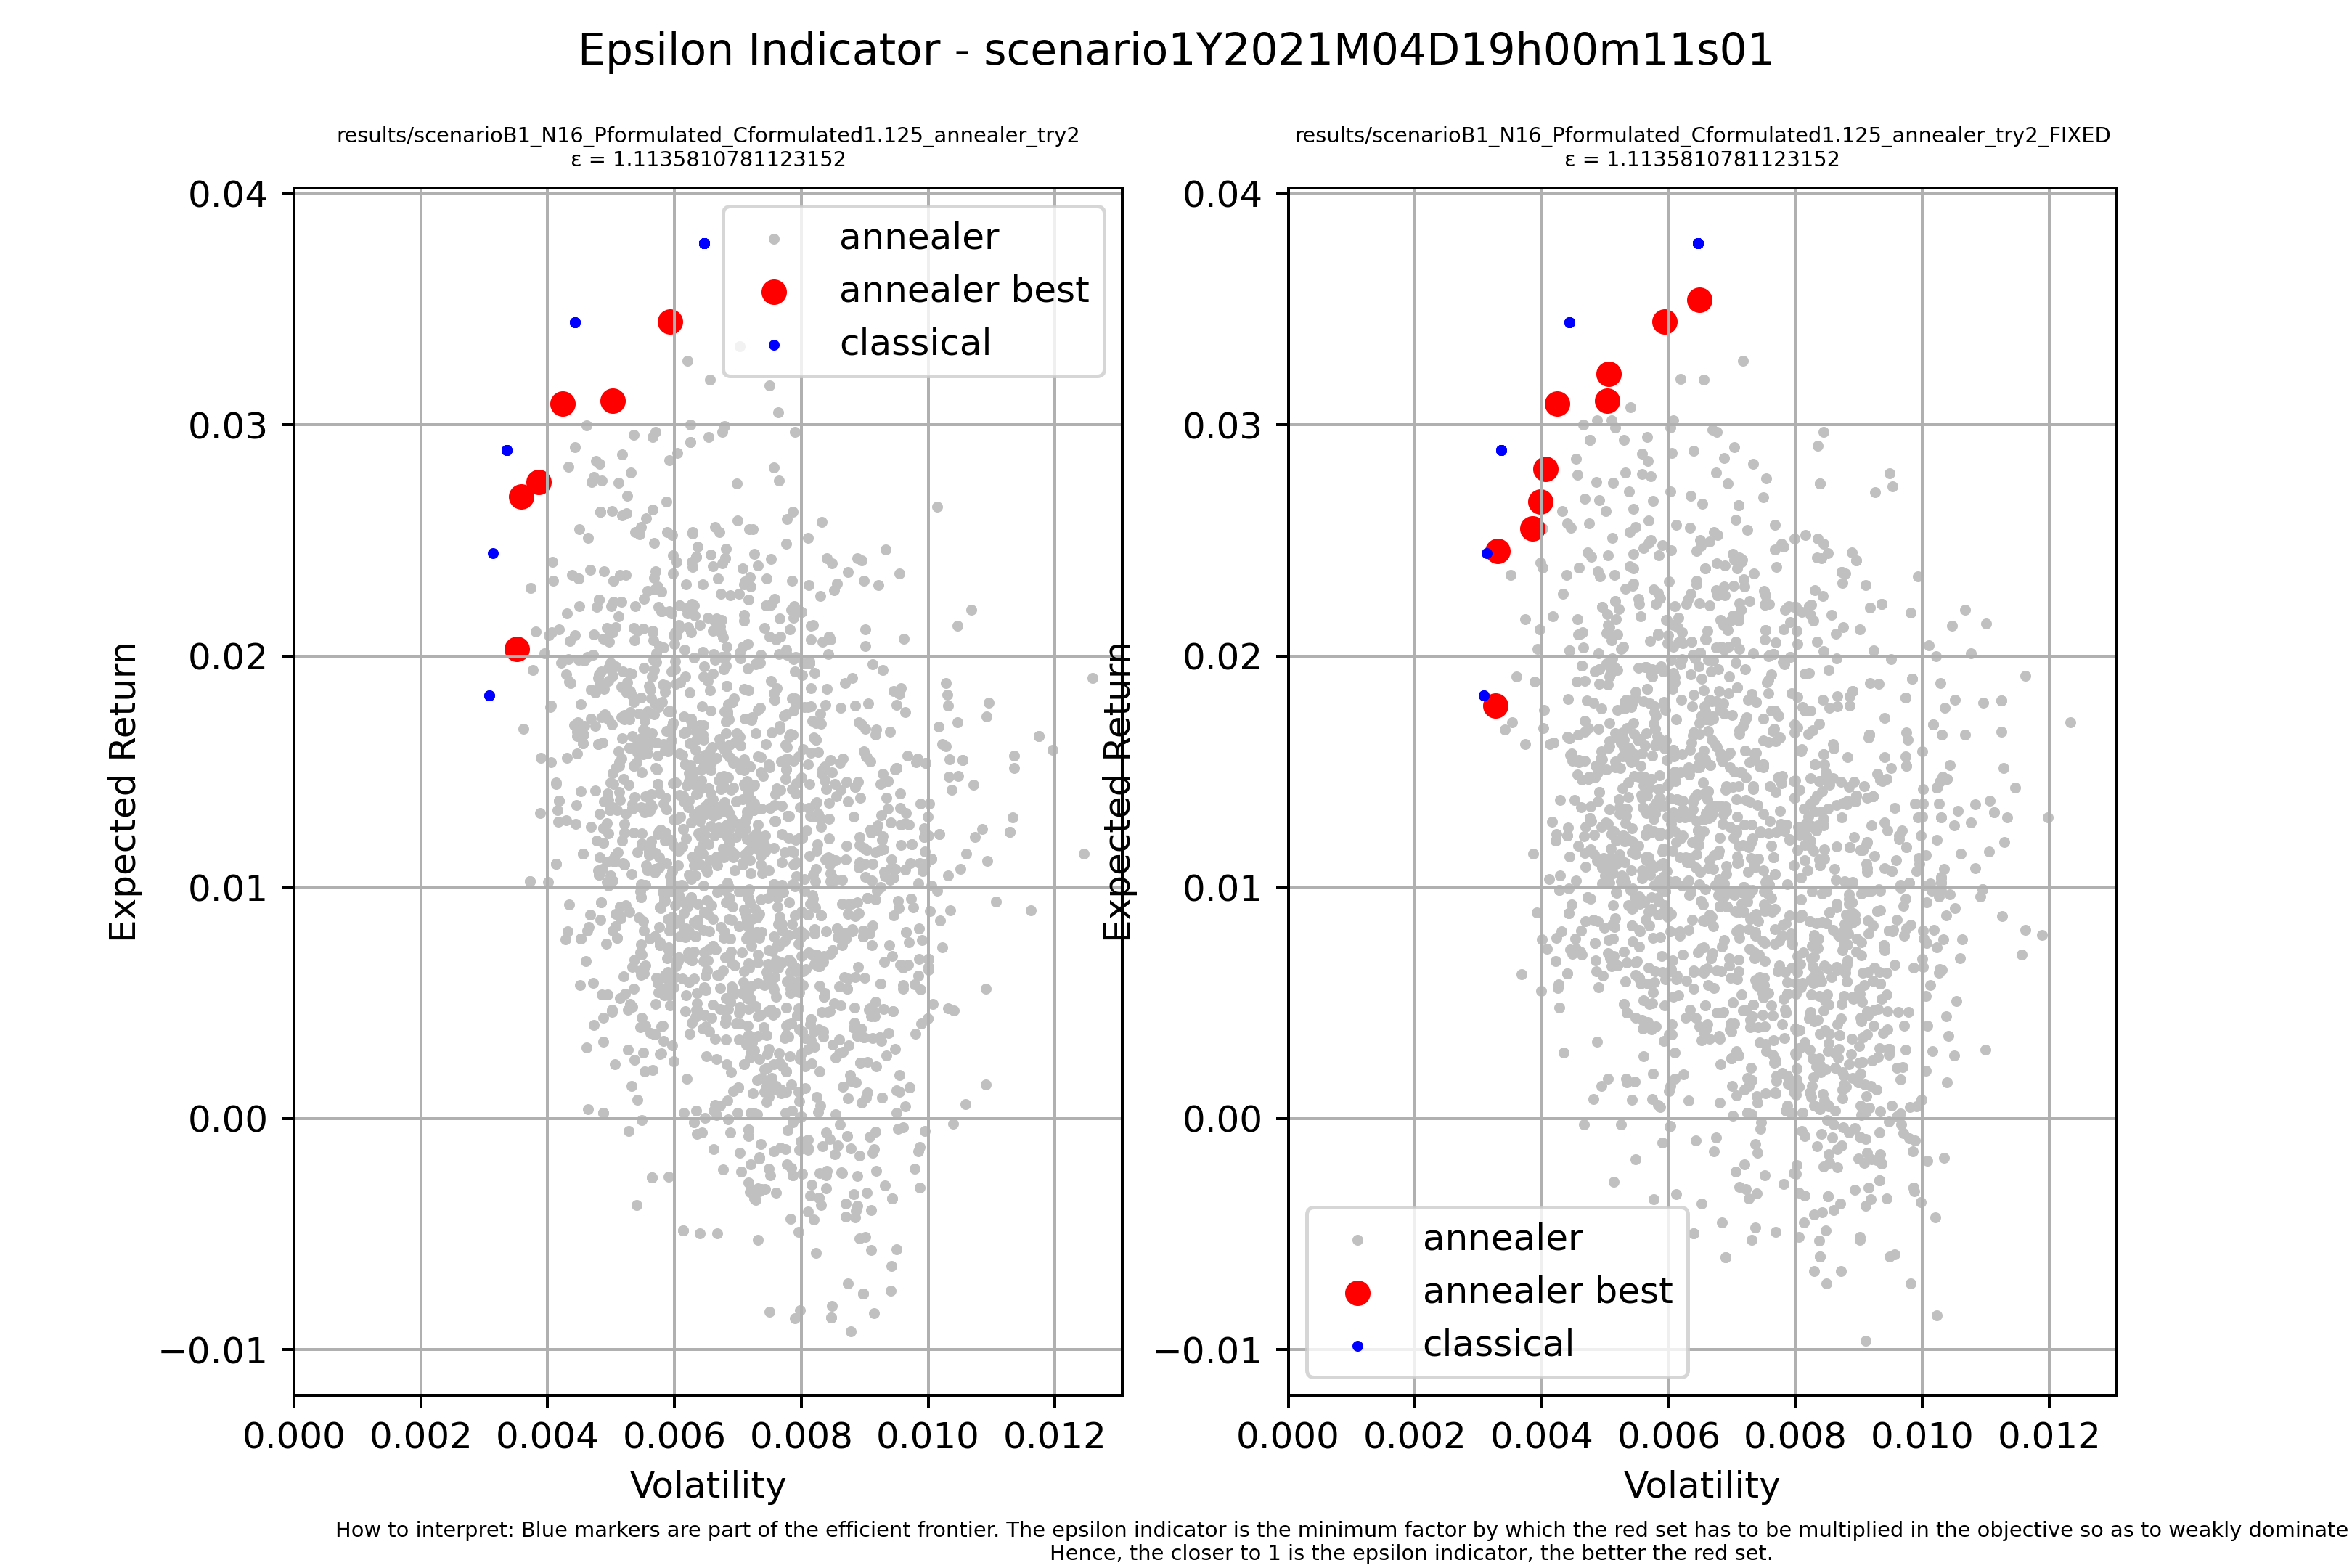 Epsilon Indicator - scenario1Y2021M04D19h00m11s01
results/scenarioB1_N16_Pformulated_Cformulated1.125_annealer_try2
ε = 1.1135810781123152
0.04
0.03
0.02
0.01
0.00
−0.01
Expected Return
annealer
annealer best
classical
0.000 0.002 0.004 0.006 0.008 0.010 0.012
Volatility
results/scenarioB1_N16_Pformulated_Cformulated1.125_annealer_try2_FIXED
ε = 1.1135810781123152
0.04
0.03
0.02
0.01
0.00
−0.01
Expected Return
annealer
annealer best
classical
0.000 0.002 0.004 0.006 0.008 0.010 0.012
Volatility
How to interpret: Blue markers are part of the efficient frontier. The epsilon indicator is the minimum factor by which the red set has to be multiplied in the objective so as to weakly dominate
Hence, the closer to 1 is the epsilon indicator, the better the red set.